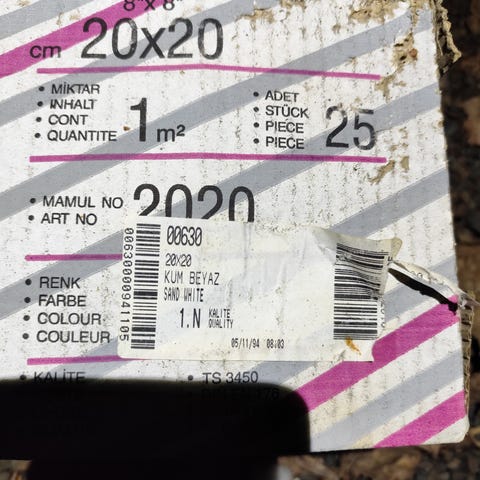 8"x 8"
cm 20x20
• MİKTAR
• INHALT
• CONT
• QUANTITE
1 m²
• ADET
• STÜCK
• PIECE
• PIECE
25
• MAMUL NO
• ART NO
2020
• RENK
• FARBE
• COLOUR
• COULEUR
00630000941105
00630
20X20
KUM BEYAZ
SAND WHITE
1.N KALITE
QUALITY
05/11/94 08:03
• KALİTE
• TS 3450